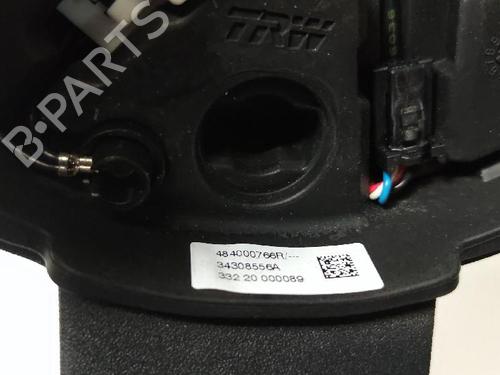 TRW
B-PARTS
484000766R/---
34308556A
332 20 000089